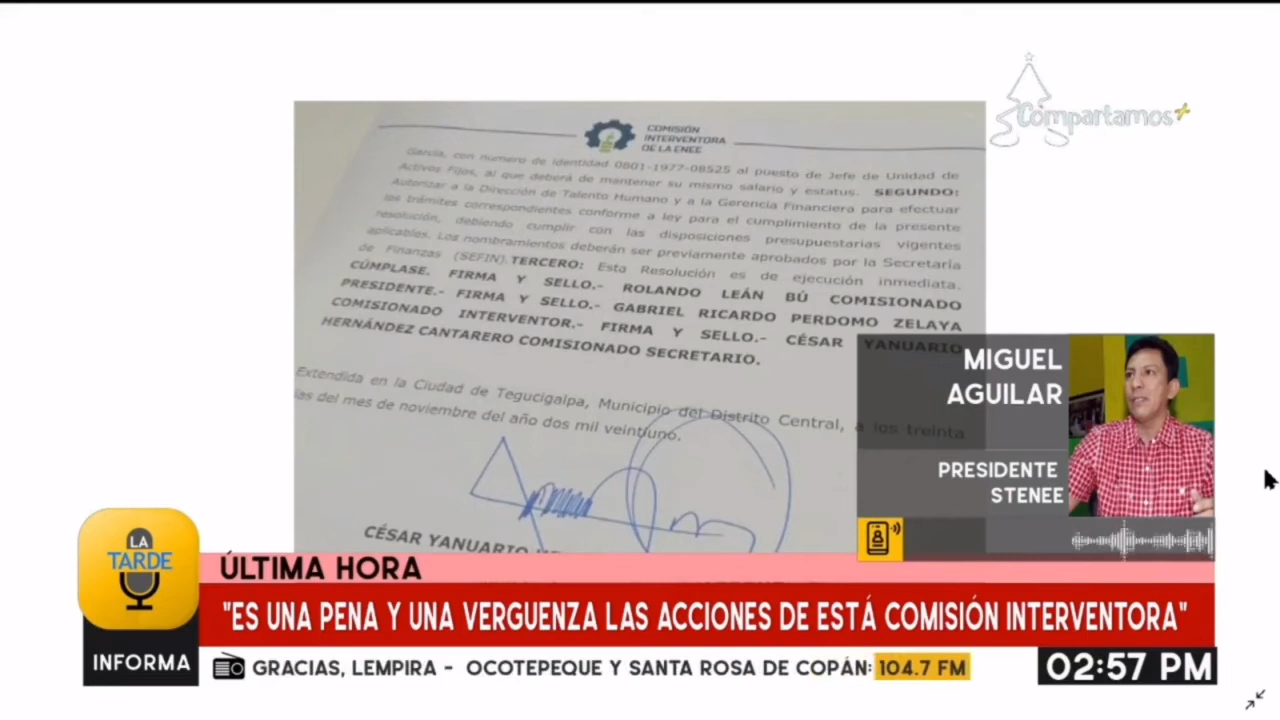 Compartamos+
COMISIÓN
INTERVENTORA
DE LA ENEE
García, con numero de identidad 0801-1977-08525 al puesto de Jefe de Unidad de
Activos Fijos, al que deberá de mantener su mismo salario y estatus. SEGUNDO:
Autorizar a la Dirección de Talento Humano y a la Gerencia Financiera para efectuar
los trámites correspondientes conforme a ley para el cumplimiento de la presente
resolución, debiendo cumplir con las disposiciones presupuestarias vigentes
aplicables. Los nombramientos deberán ser previamente aprobados por la Secretaría
de Finanzas (SEFIN). TERCERO: Esta Resolución es de ejecución inmediata.
CÚMPLASE. FIRMA Y SELLO.- ROLANDO LEÁN BÚ COMISIONADO
PRESIDENTE.- FIRMA Y SELLO.- GABRIEL RICARDO PERDOMO ZELAYA
COMISIONADO INTERVENTOR.- FIRMA Y SELLO.- CÉSAR YANUARIO
HERNÁNDEZ CANTARERO COMISIONADO SECRETARIO.
Extendida en la Ciudad de Tegucigalpa, Municipio del Distrito Central, a los treinta
días del mes de noviembre del año dos mil veintiuno.
CÉSAR YANUARIO
MIGUEL
AGUILAR
PRESIDENTE
STENEE
LA
TARDE
INFORMA
ÚLTIMA HORA
"ES UNA PENA Y UNA VERGUENZA LAS ACCIONES DE ESTÁ COMISIÓN INTERVENTORA"
GRACIAS, LEMPIRA - OCOTEPEQUE Y SANTA ROSA DE COPÁN: 104.7 FM
02:57 PM